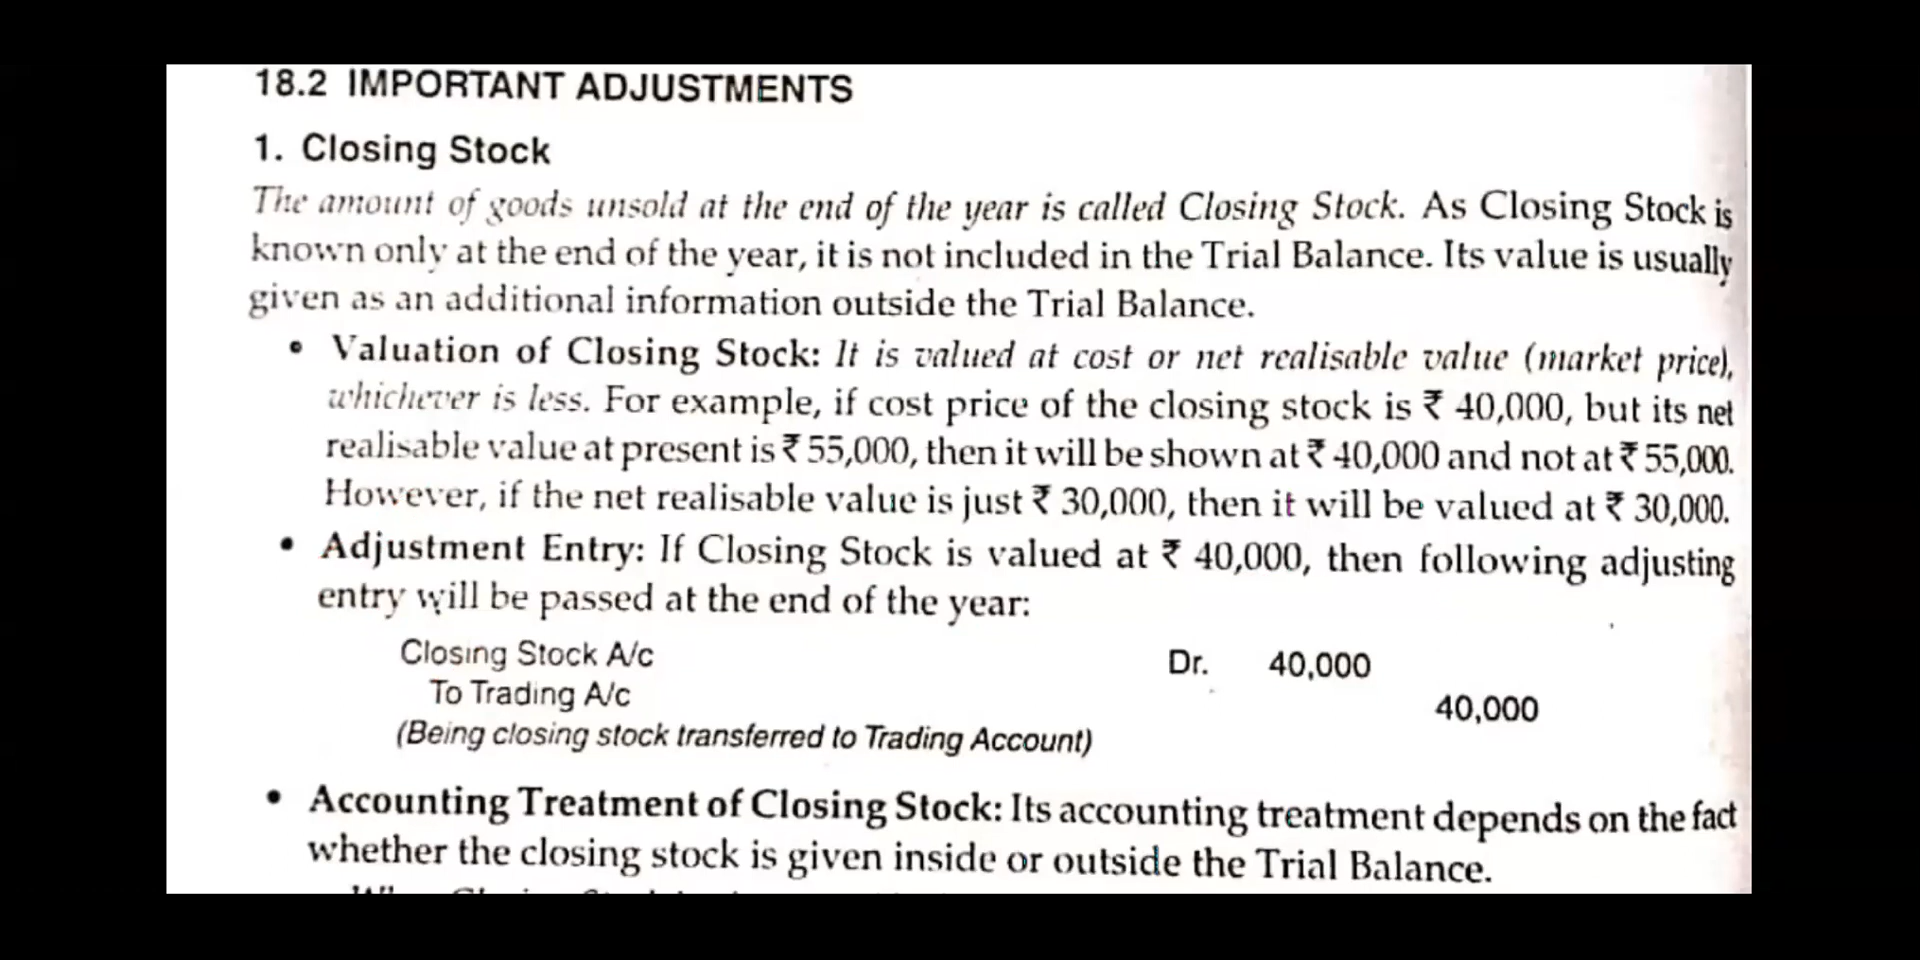 18.2 IMPORTANT ADJUSTMENTS
1. Closing Stock
The amount of goods unsold at the end of the year is called Closing Stock. As Closing Stock is
known only at the end of the year, it is not included in the Trial Balance. Its value is usually
given as an additional information outside the Trial Balance.
• Valuation of Closing Stock: It is valued at cost or net realisable value (market price),
whichever is less. For example, if cost price of the closing stock is ₹ 40,000, but its net
realisable value at present is ₹ 55,000, then it will be shown at ₹ 40,000 and not at ₹ 55,000.
However, if the net realisable value is just ₹ 30,000, then it will be valued at ₹ 30,000.
• Adjustment Entry: If Closing Stock is valued at ₹ 40,000, then following adjusting
entry will be passed at the end of the year:
Closing Stock A/c Dr. 40,000
To Trading A/c 40,000
(Being closing stock transferred to Trading Account)
• Accounting Treatment of Closing Stock: Its accounting treatment depends on the fact
whether the closing stock is given inside or outside the Trial Balance.